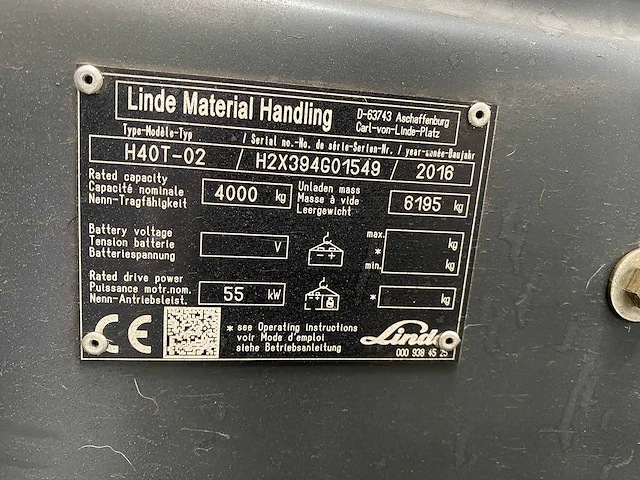 Linde Material Handling
D-63743 Aschaffenburg
Carl-von-Linde-Platz
Type-Modèle-Typ / Serial no.-No. de série-Serien-Nr. / year-année-Baujahr
H40T-02 / H2X394G01549 / 2016
Rated capacity
Capacité nominale
Nenn-Tragfähigkeit
4000 kg
Unladen mass
Masse à vide
Leergewicht
6195 kg
Battery voltage
Tension batterie
Batteriespannung
V
- +
max.
*
min.
kg
kg
Rated drive power
Puissance motr.nom.
Nenn-Antriebsleist.
55 kW
- +
* kg
CE
* see Operating Instructions
voir Mode d'emploi
siehe Betriebsanleitung
Linde
000 938 45 25